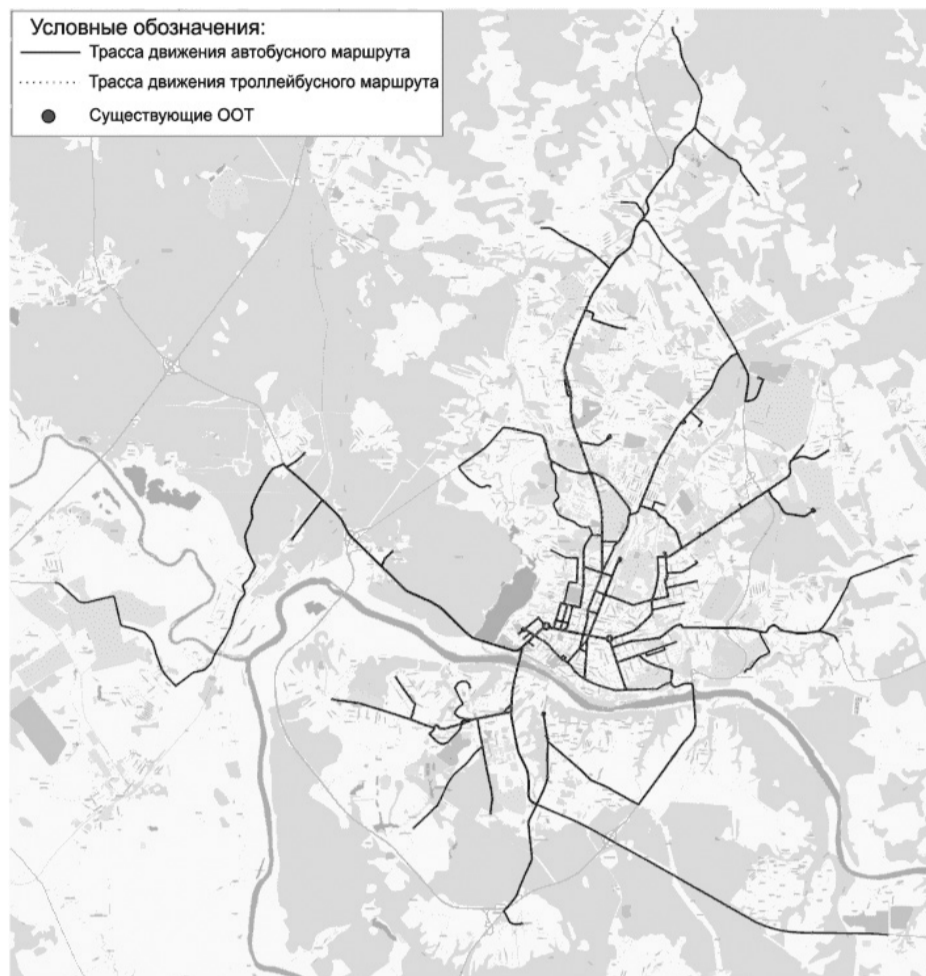 Условные обозначения:
Трасса движения автобусного маршрута
Трасса движения троллейбусного маршрута
Существующие ООТ